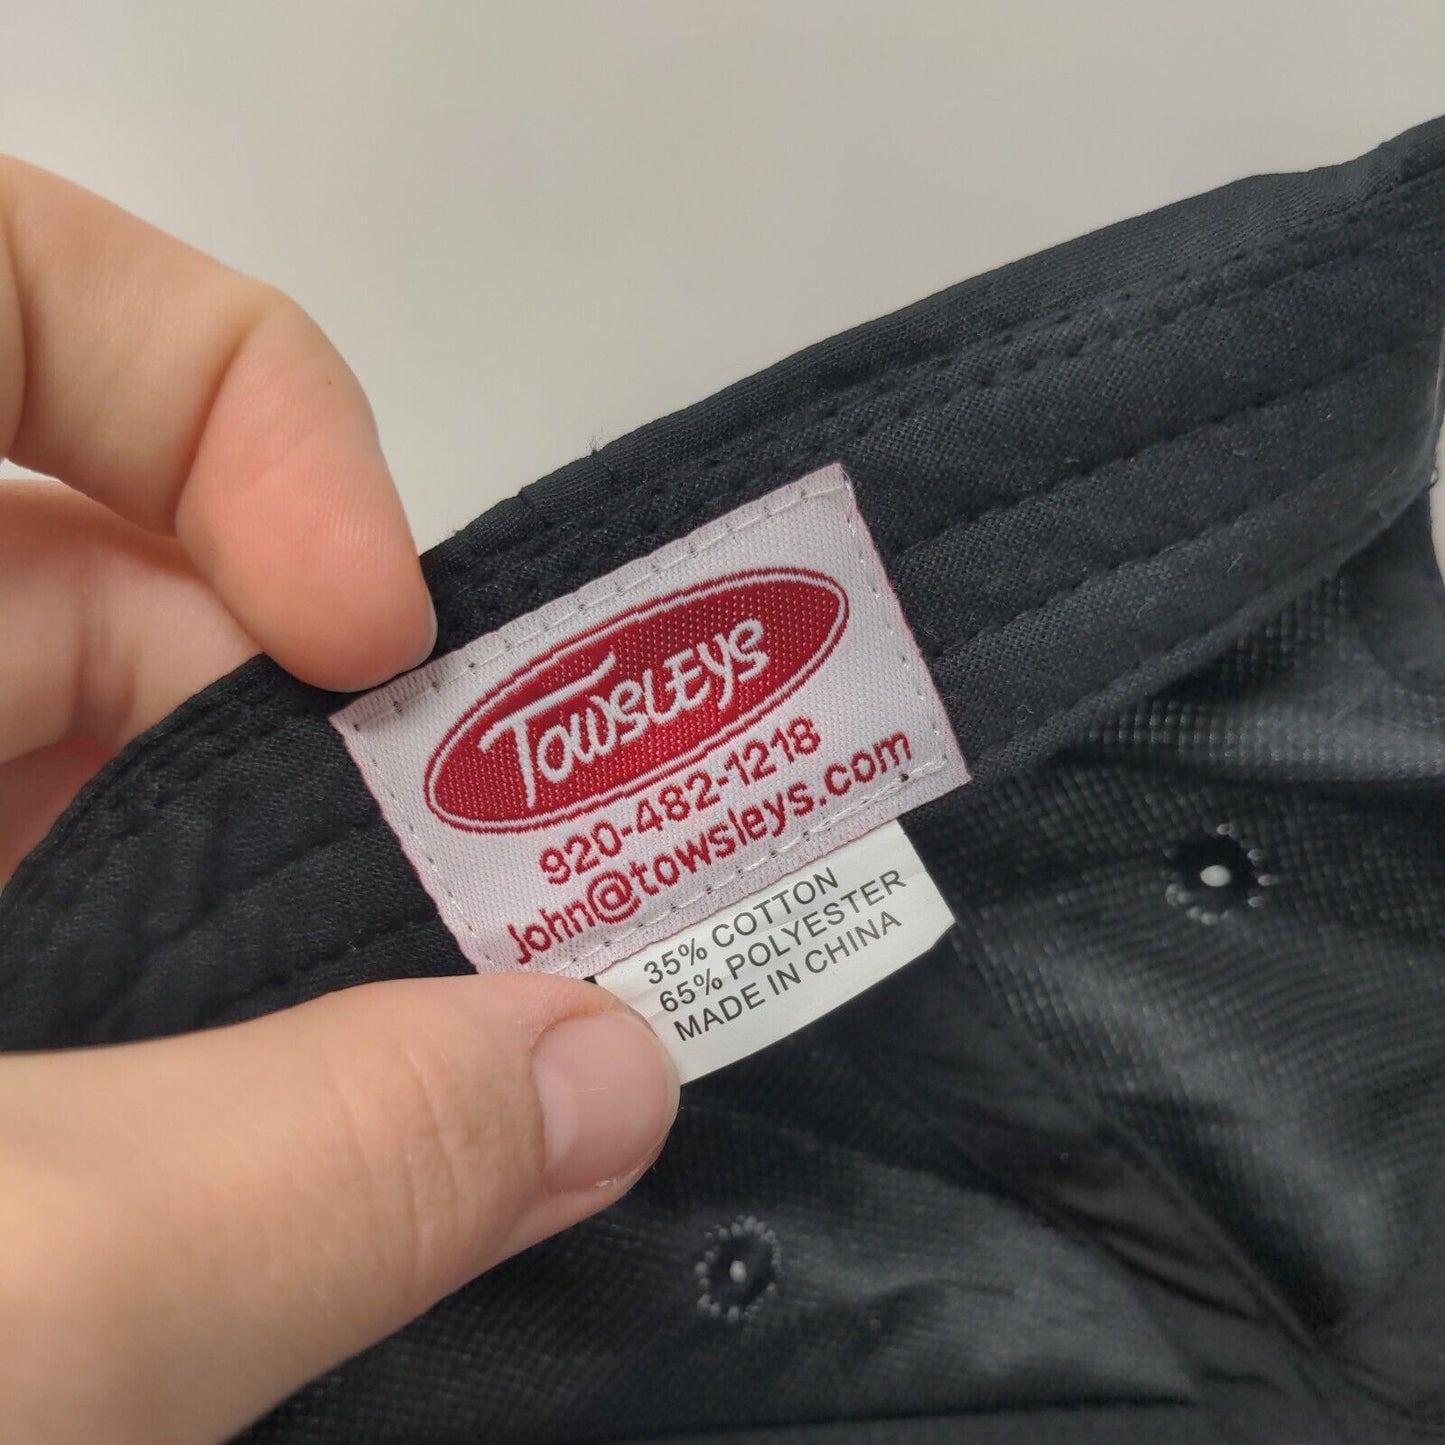 TOWSLEYS
920-482-1218
john@towsleys.com
35% COTTON
65% POLYESTER
MADE IN CHINA